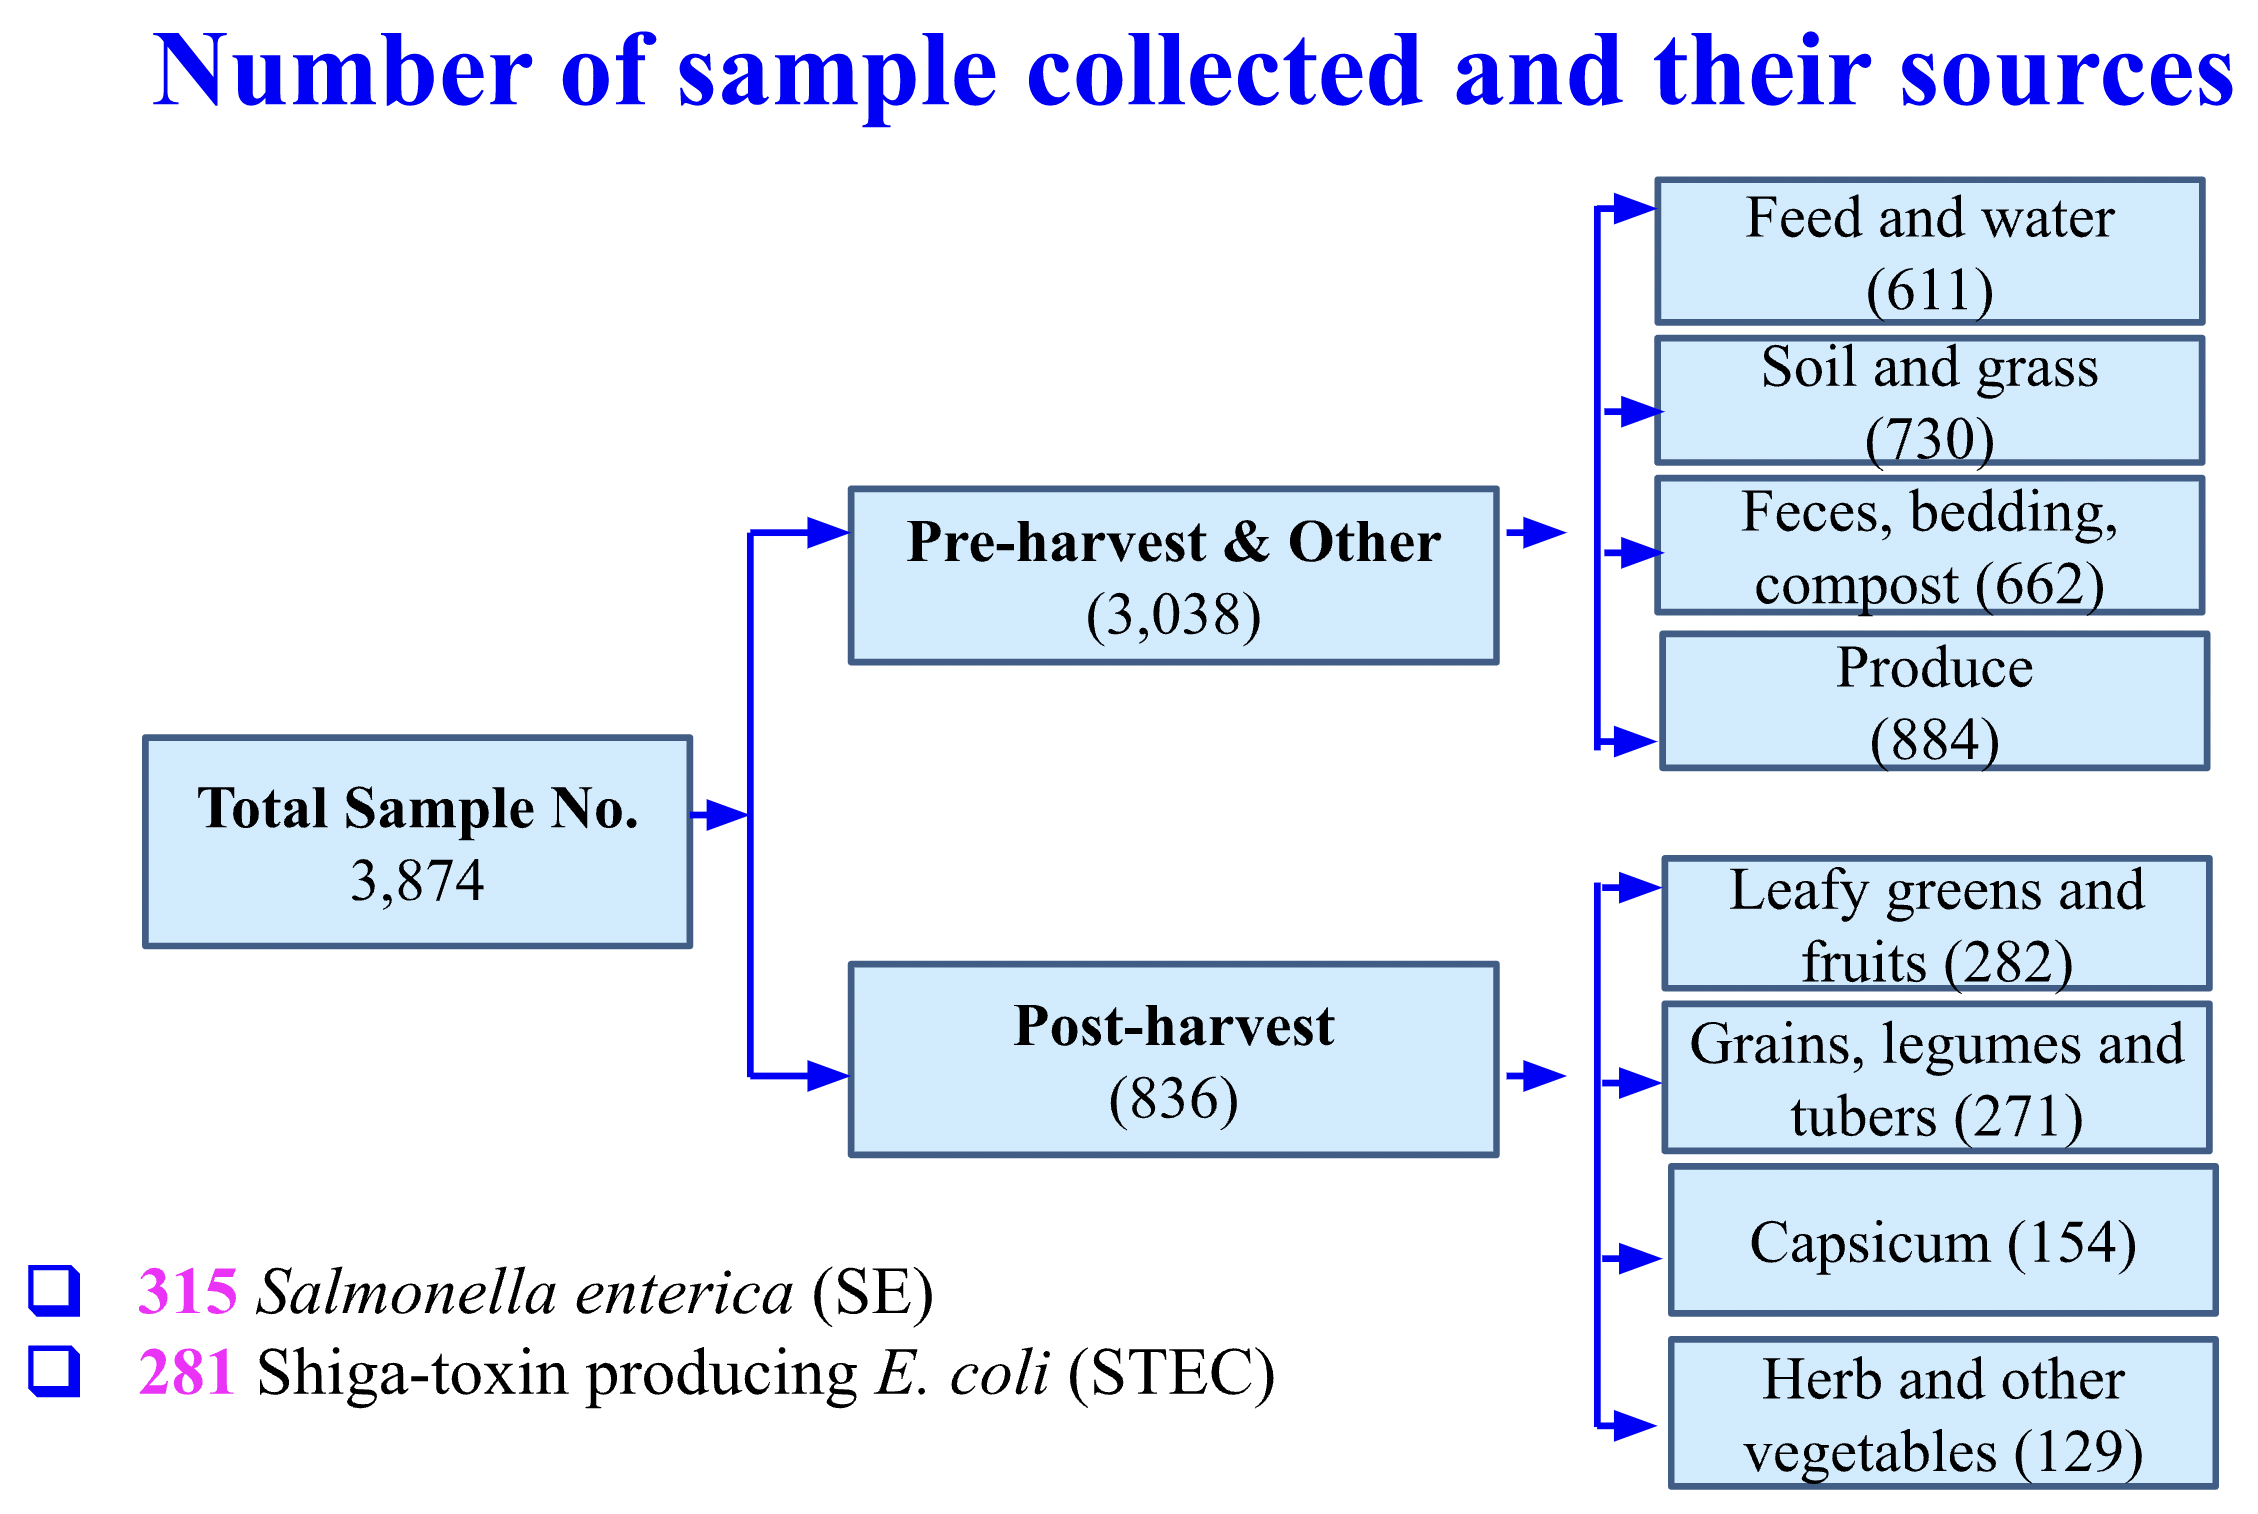 Number of sample collected and their sources
Feed and water
(611)
Soil and grass
(730)
Feces, bedding,
compost (662)
Produce
(884)
Pre-harvest & Other
(3,038)
Total Sample No.
3,874
Post-harvest
(836)
Leafy greens and
fruits (282)
Grains, legumes and
tubers (271)
Capsicum (154)
Herb and other
vegetables (129)
315 Salmonella enterica (SE)
281 Shiga-toxin producing E. coli (STEC)